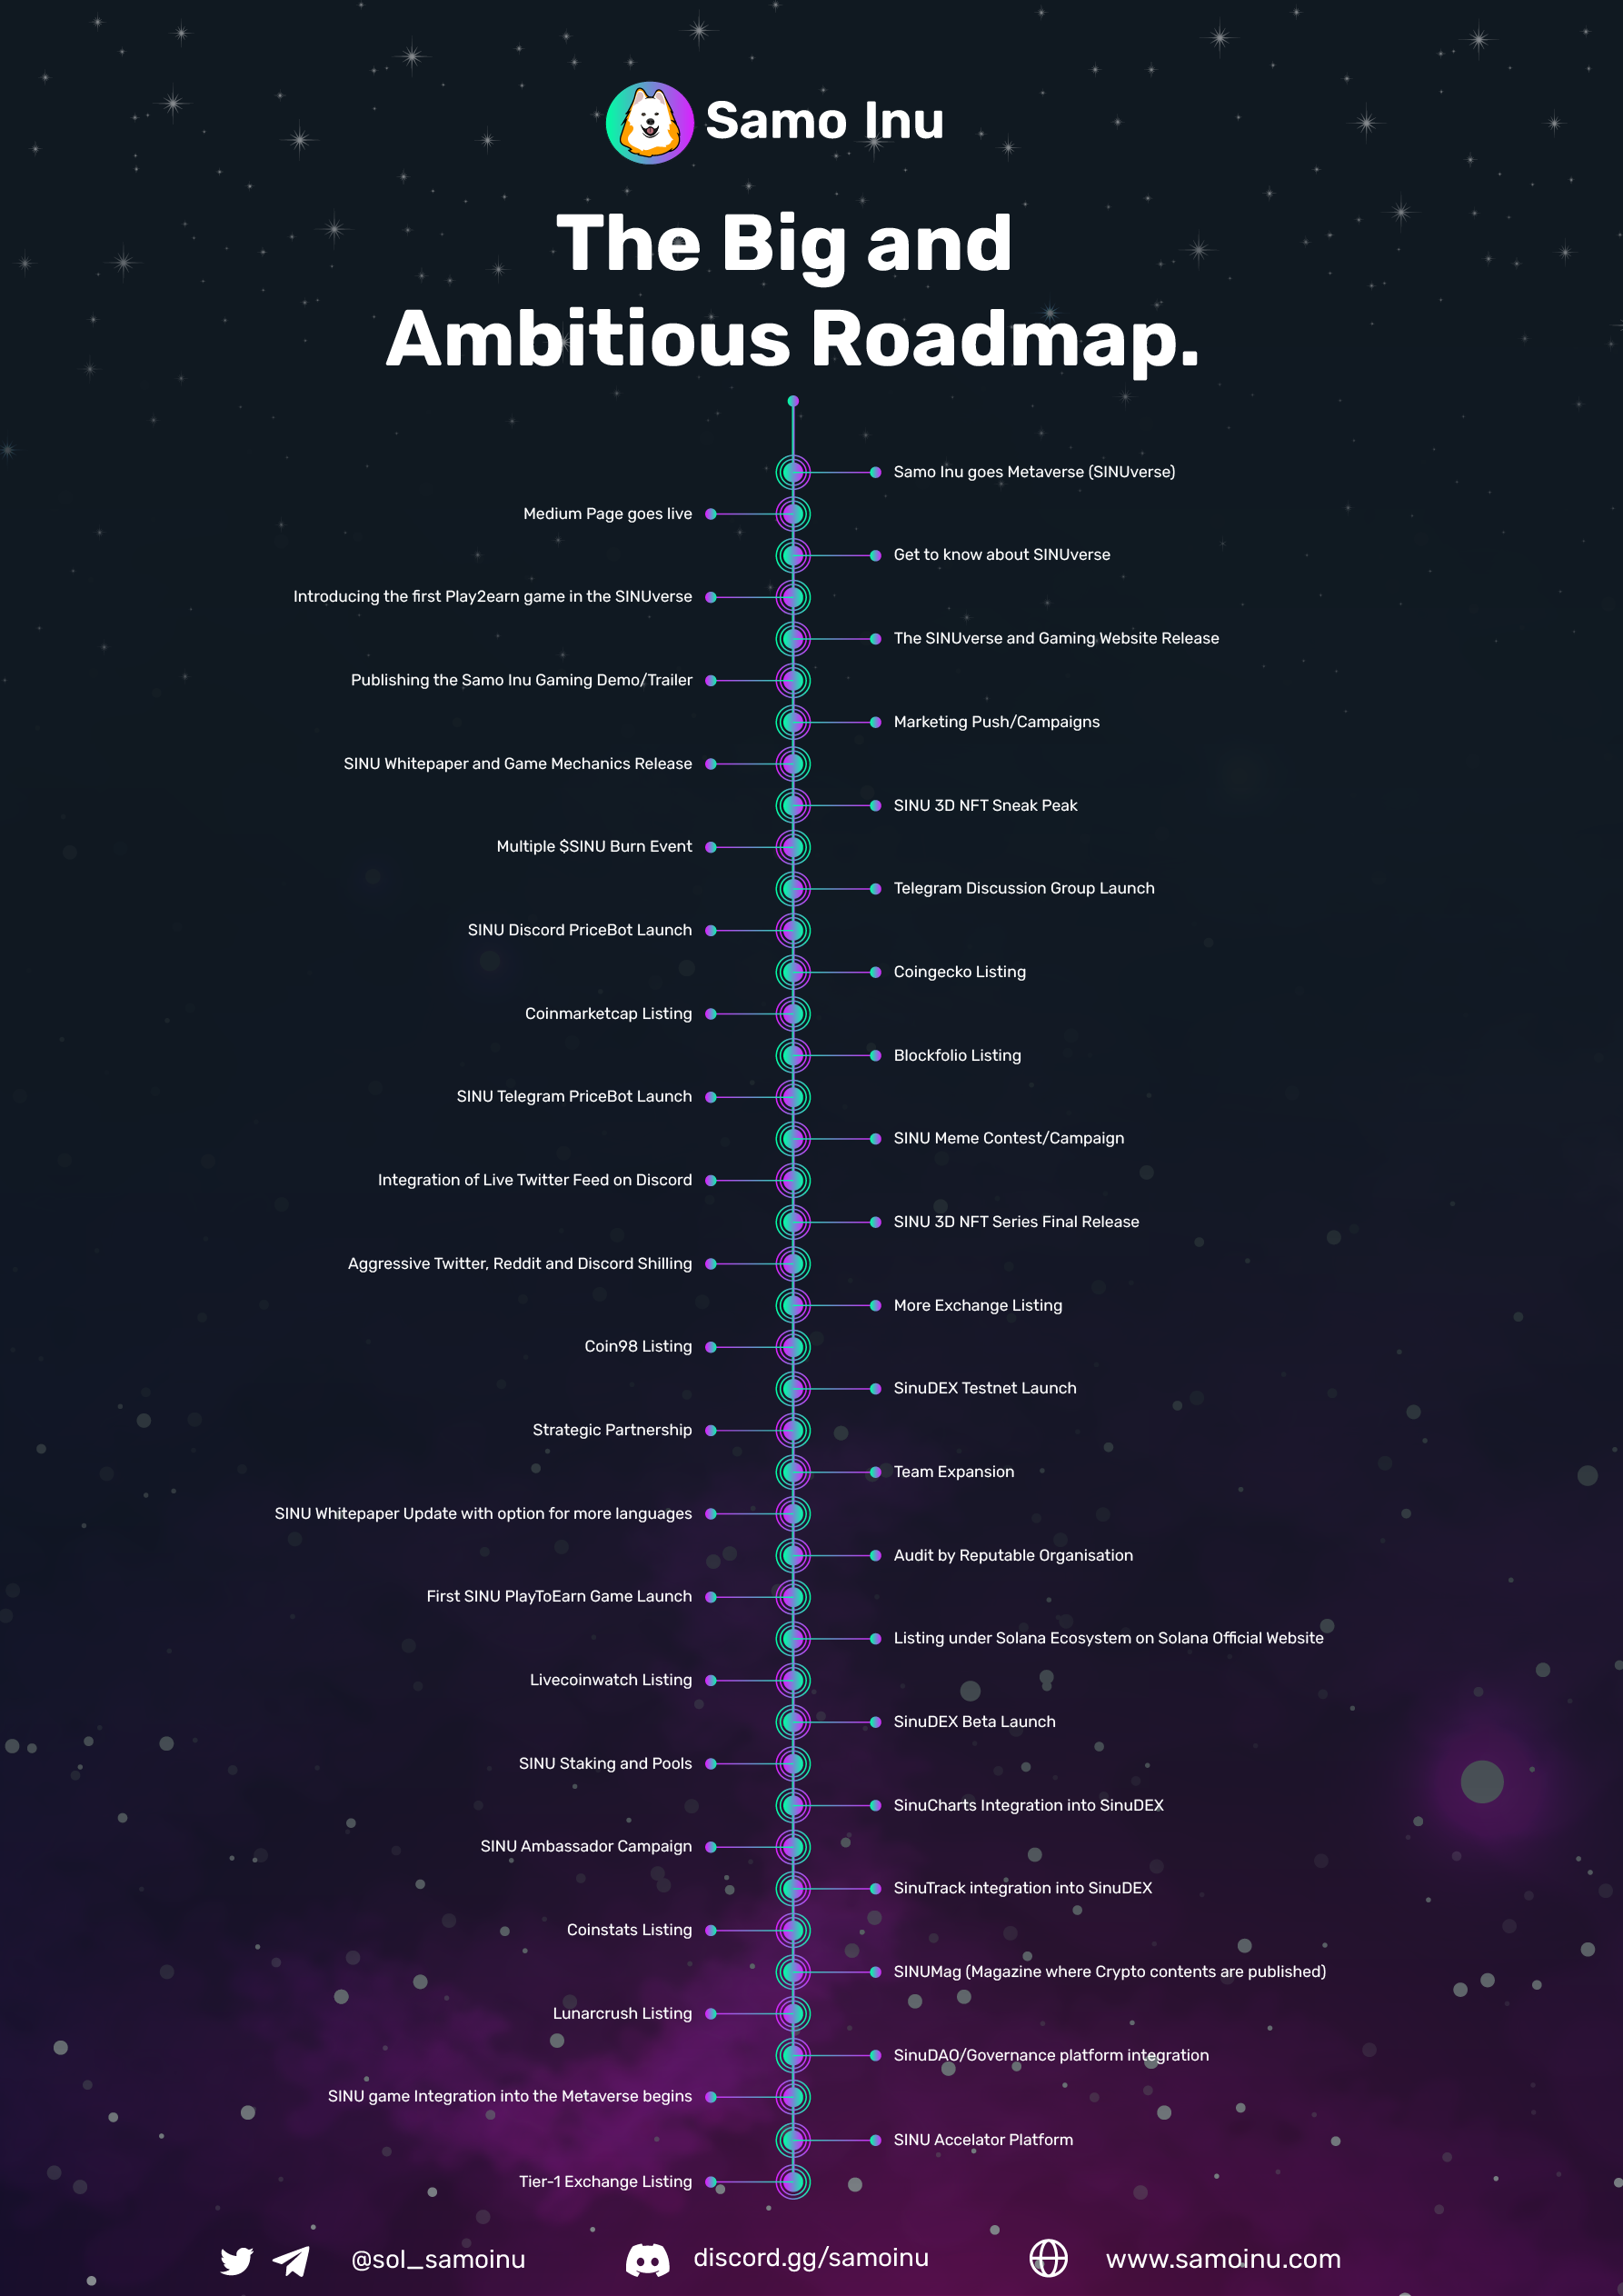 Samo Inu
The Big and
Ambitious Roadmap.
Samo Inu goes Metaverse (SINUverse)
Medium Page goes live
Get to know about SINUverse
Introducing the first Play2earn game in the SINUverse
The SINUverse and Gaming Website Release
Publishing the Samo Inu Gaming Demo/Trailer
Marketing Push/Campaigns
SINU Whitepaper and Game Mechanics Release
SINU 3D NFT Sneak Peak
Multiple $SINU Burn Event
Telegram Discussion Group Launch
SINU Discord PriceBot Launch
Coingecko Listing
Coinmarketcap Listing
Blockfolio Listing
SINU Telegram PriceBot Launch
SINU Meme Contest/Campaign
Integration of Live Twitter Feed on Discord
SINU 3D NFT Series Final Release
Aggressive Twitter, Reddit and Discord Shilling
More Exchange Listing
Coin98 Listing
SinuDEX Testnet Launch
Strategic Partnership
Team Expansion
SINU Whitepaper Update with option for more languages
Audit by Reputable Organisation
First SINU PlayToEarn Game Launch
Listing under Solana Ecosystem on Solana Official Website
Livecoinwatch Listing
SinuDEX Beta Launch
SINU Staking and Pools
SinuCharts Integration into SinuDEX
SINU Ambassador Campaign
SinuTrack integration into SinuDEX
Coinstats Listing
SINUMag (Magazine where Crypto contents are published)
Lunarcrush Listing
SinuDAO/Governance platform integration
SINU game Integration into the Metaverse begins
SINU Accelator Platform
Tier-1 Exchange Listing
@sol_samoinu
discord.gg/samoinu
www.samoinu.com